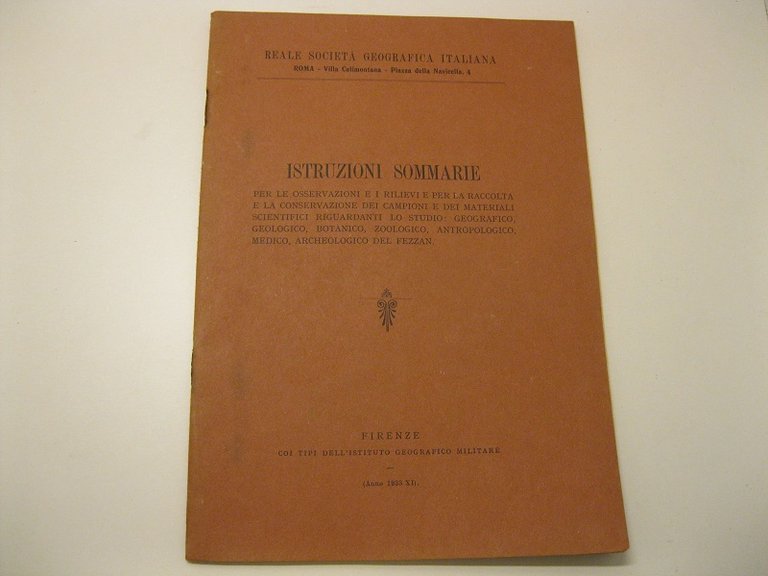 REALE SOCIETÀ GEOGRAFICA ITALIANA
ROMA - Villa Celimontana - Piazza della Navicella, 4
ISTRUZIONI SOMMARIE
PER LE OSSERVAZIONI E I RILIEVI E PER LA RACCOLTA
E LA CONSERVAZIONE DEI CAMPIONI E DEI MATERIALI
SCIENTIFICI RIGUARDANTI LO STUDIO: GEOGRAFICO,
GEOLOGICO, BOTANICO, ZOOLOGICO, ANTROPOLOGICO,
MEDICO, ARCHEOLOGICO DEL FEZZAN.
FIRENZE
COI TIPI DELL'ISTITUTO GEOGRAFICO MILITARE
—
(Anno 1933 XI).